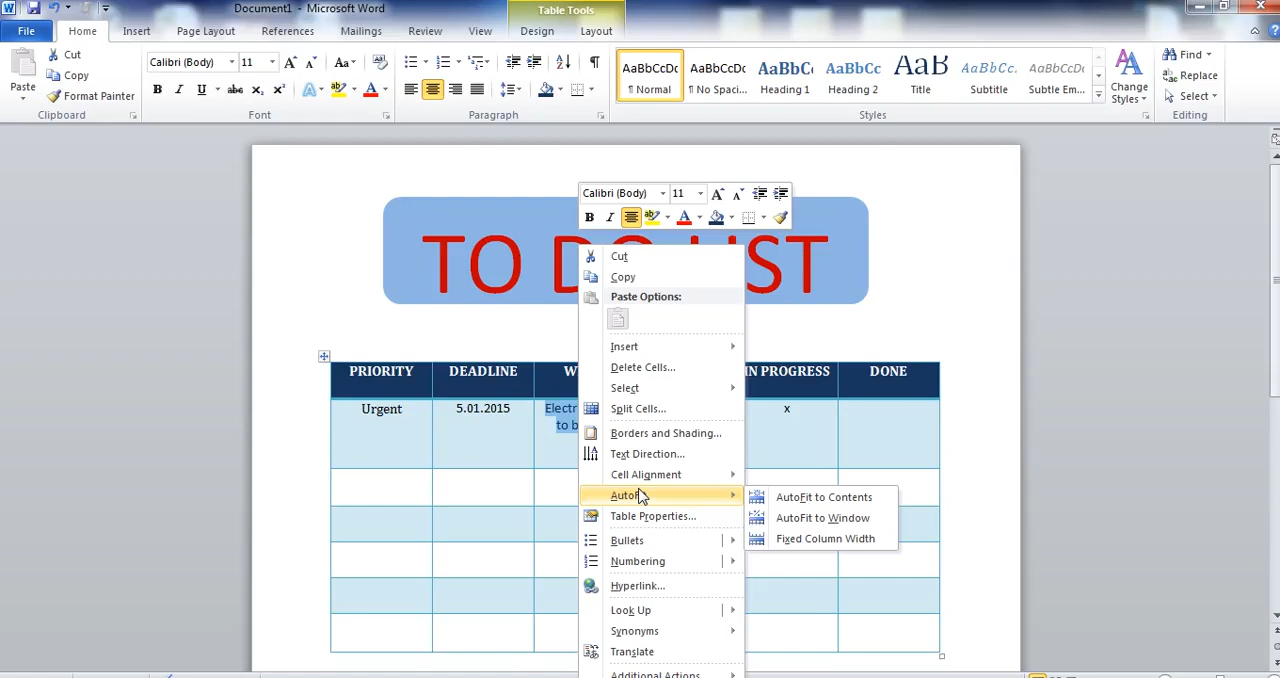 Document1 - Microsoft Word
Table Tools
File Home Insert Page Layout References Mailings Review View Design Layout
Paste
Cut
Copy
Format Painter
Clipboard
Calibri (Body) 11
Font
Paragraph
AaBbCcDc AaBbCcDc AaBbC AaBbCc AaB AaBbCc. AaBbCcDc
¶ Normal ¶ No Spaci... Heading 1 Heading 2 Title Subtitle Subtle Em...
Styles
Change
Styles
Find
Replace
Select
Editing
Calibri (Body) 11
TO D LIST
PRIORITY DEADLINE W IN PROGRESS DONE
Urgent 5.01.2015 Electr x
to b
Cut
Copy
Paste Options:
Insert
Delete Cells...
Select
Split Cells...
Borders and Shading...
Text Direction...
Cell Alignment
AutoFit
AutoFit to Contents
AutoFit to Window
Fixed Column Width
Table Properties...
Bullets
Numbering
Hyperlink...
Look Up
Synonyms
Translate
Additional Actions